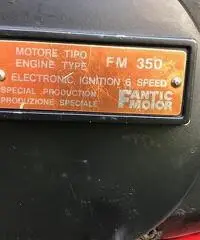 MOTORE TIPO
ENGINE TYPE FM 350
ELECTRONIC IGNITION 6 SPEED
SPECIAL PRODUCTION
PRODUZIONE SPECIALE
FANTIC
MOTOR